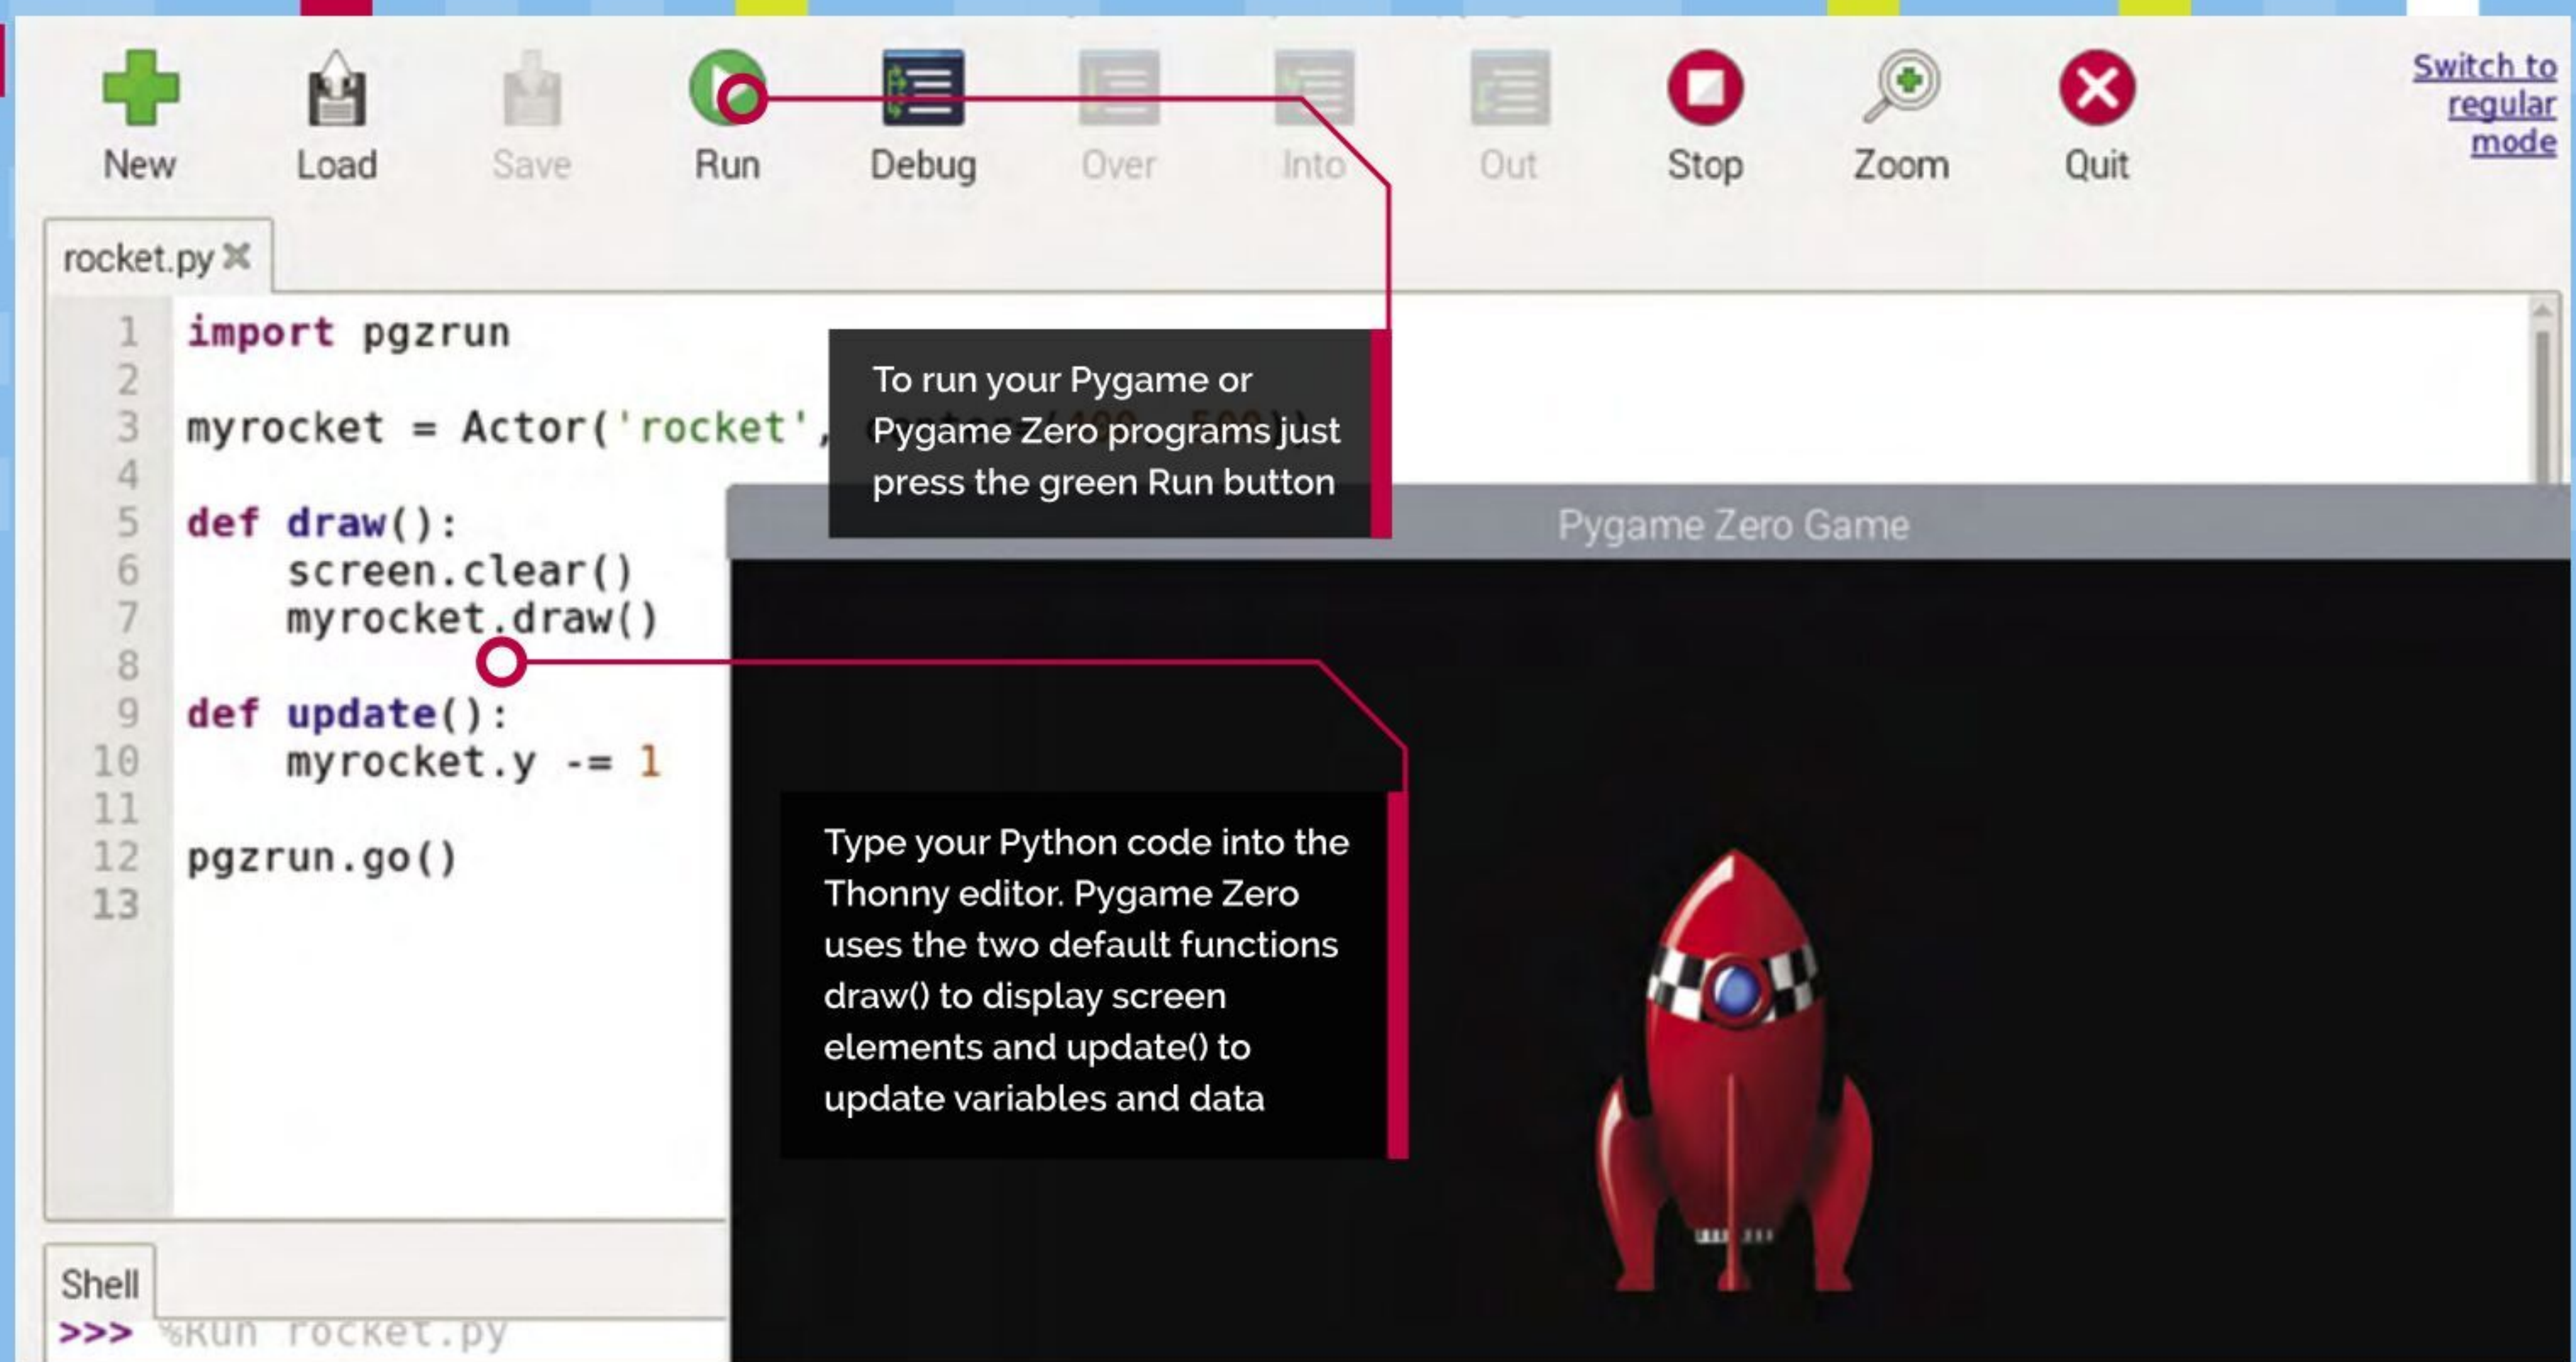 New Load Save Run Debug Over Into Out Stop Zoom Quit
Switch to
regular
mode
rocket.py
1 import pgzrun
2
3 myrocket = Actor('rocket',
4
5 def draw():
6 screen.clear()
7 myrocket.draw()
8
9 def update():
10 myrocket.y -= 1
11
12 pgzrun.go()
13
To run your Pygame or
Pygame Zero programs just
press the green Run button
Pygame Zero Game
Type your Python code into the
Thonny editor. Pygame Zero
uses the two default functions
draw() to display screen
elements and update() to
update variables and data
Shell
>>> %Run rocket.py